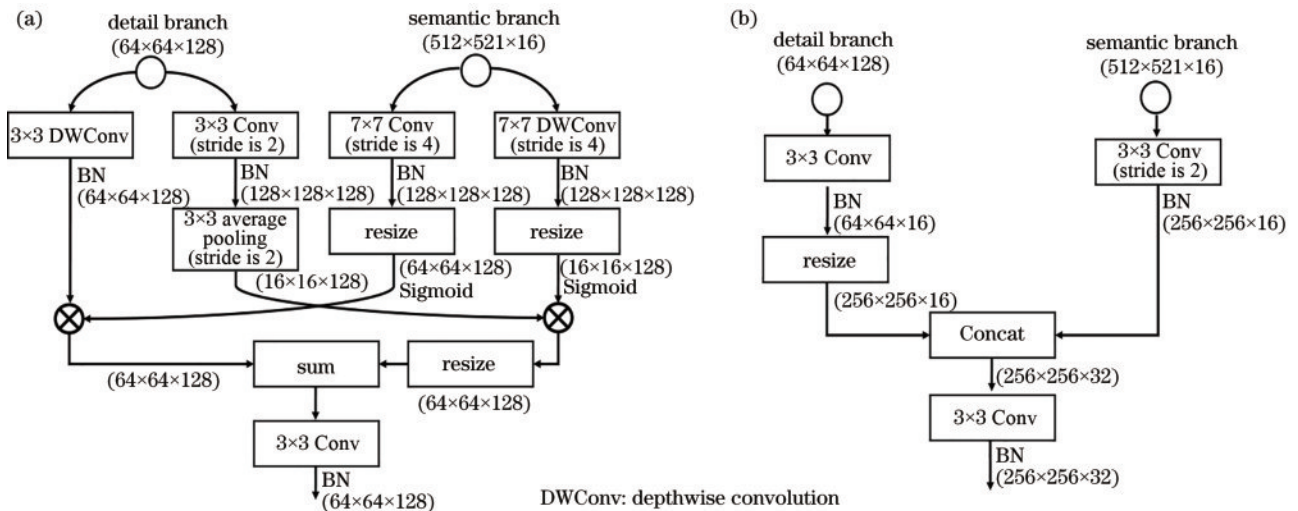 (a)
detail branch
(64×64×128)
semantic branch
(512×521×16)
3×3 DWConv
3×3 Conv
(stride is 2)
7×7 Conv
(stride is 4)
7×7 DWConv
(stride is 4)
BN
(64×64×128)
BN
(128×128×128)
BN
(128×128×128)
BN
(128×128×128)
3×3 average
pooling
(stride is 2)
resize
resize
(16×16×128)
(64×64×128)
Sigmoid
(16×16×128)
Sigmoid
(64×64×128)
sum
resize
(64×64×128)
3×3 Conv
BN
(64×64×128)
(b)
detail branch
(64×64×128)
semantic branch
(512×521×16)
3×3 Conv
3×3 Conv
(stride is 2)
BN
(64×64×16)
BN
(256×256×16)
resize
(256×256×16)
Concat
(256×256×32)
3×3 Conv
BN
(256×256×32)
DWConv: depthwise convolution